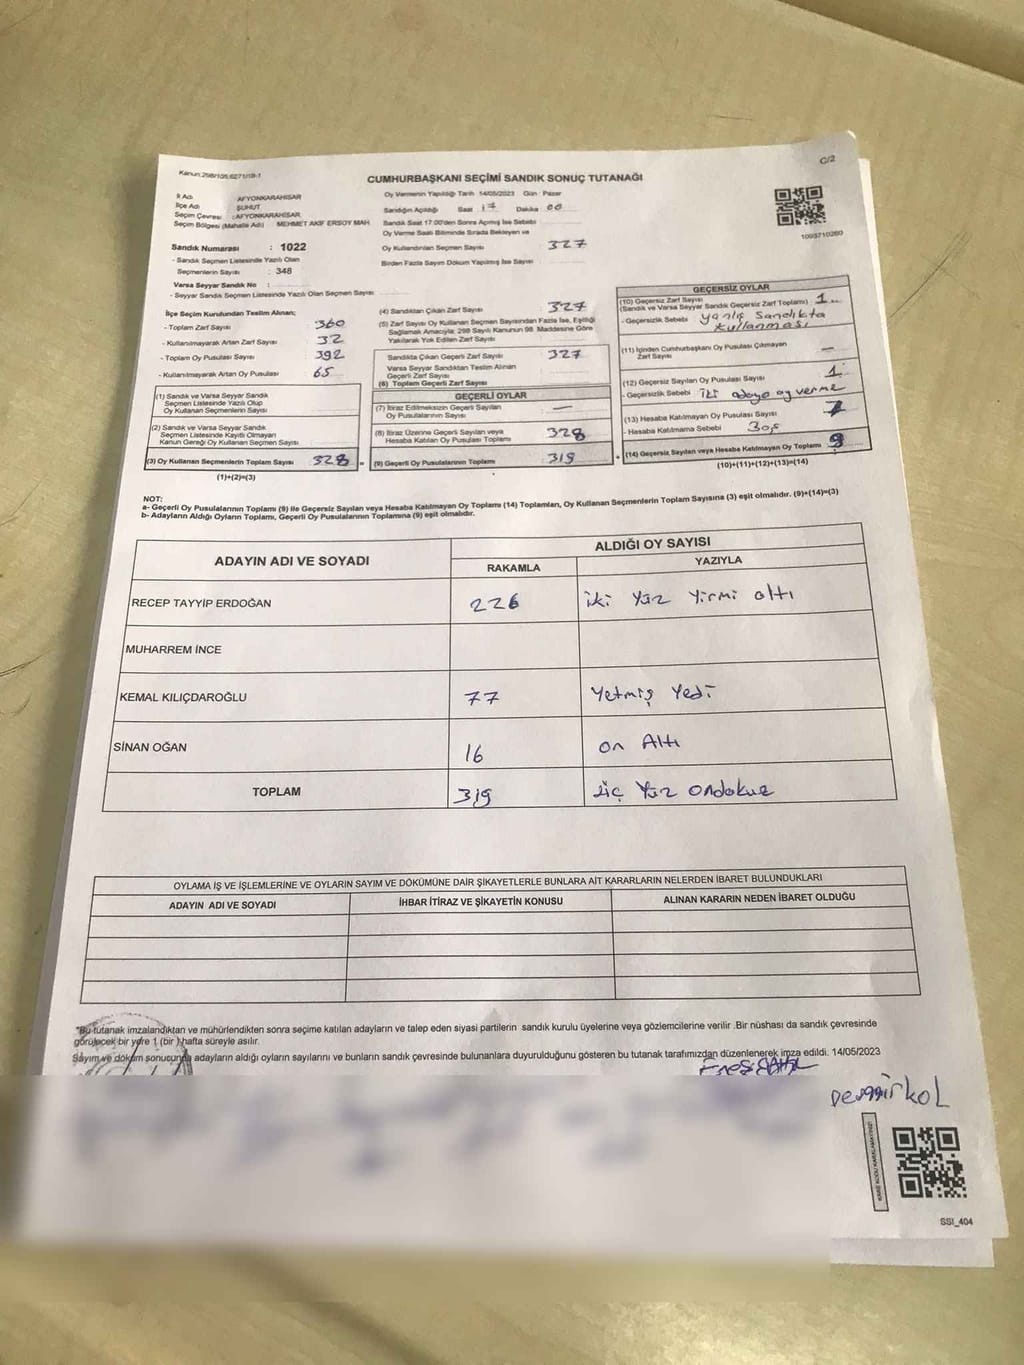 Kanun:298/105;6271/19-1
C/2
CUMHURBAŞKANI SEÇİMİ SANDIK SONUÇ TUTANAĞI
İl Adı AFYONKARAHİSAR
İlçe Adı ŞUHUT
Seçim Çevresi :AFYONKARAHİSAR
Seçim Bölgesi (Mahalle Adı) MEHMET AKİF ERSOY MAH
Sandık Numarası : 1022
- Sandık Seçmen Listesinde Yazılı Olan
Seçmenlerin Sayısı : 348
Varsa Seyyar Sandık No :
- Seyyar Sandık Seçmen Listesinde Yazılı Olan Seçmen Sayısı
Oy Vermenin Yapıldığı Tarih 14/05/2023 Gün : Pazar
Sandığın Açıldığı Saat 17 Dakika 00
Sandık Saat 17:00'den Sonra Açılmış İse Sebebi
Oy Verme Saati Bitiminde Sırada Bekleyen ve
Oy Kullandırılan Seçmen Sayısı 327
Birden Fazla Sayım Döküm Yapılmış İse Sayısı
1093710260
İlçe Seçim Kurulundan Teslim Alınan;
- Toplam Zarf Sayısı 360
- Kullanılmayarak Artan Zarf Sayısı 32
- Toplam Oy Pusulası Sayısı 392
- Kullanılmayarak Artan Oy Pusulası 65
(1) Sandık ve Varsa Seyyar Sandık
Seçmen Listesinde Yazılı Olup
Oy Kullanan Seçmenlerin Sayısı
(2) Sandık ve Varsa Seyyar Sandık
Seçmen Listesinde Kayıtlı Olmayan
Kanun Gereği Oy Kullanan Seçmen Sayısı
(3) Oy Kullanan Seçmenlerin Toplam Sayısı 328 =
(1)+(2)=(3)
(4) Sandıktan Çıkan Zarf Sayısı 327
(5) Zarf Sayısı Oy Kullanan Seçmen Sayısından Fazla İse, Eşitliği
Sağlamak Amacıyla, 298 Sayılı Kanunun 98. Maddesine Göre
Yakılarak Yok Edilen Zarf Sayısı
Sandıkta Çıkan Geçerli Zarf Sayısı 327
Varsa Seyyar Sandıktan Teslim Alınan
Geçerli Zarf Sayısı
(6) Toplam Geçerli Zarf Sayısı
GEÇERLİ OYLAR
(7) İtiraz Edilmeksizin Geçerli Sayılan
Oy Pusulalarının Sayısı —
(8) İtiraz Üzerine Geçerli Sayılan veya
Hesaba Katılan Oy Pusulası Toplamı 328
(9) Geçerli Oy Pusulalarının Toplamı 319 +
GEÇERSİZ OYLAR
(10) Geçersiz Zarf Sayısı
(Sandık ve Varsa Seyyar Sandık Geçersiz Zarf Toplamı) 1
- Geçersizlik Sebebi yanlış Sandıkta
kullanması
(11) İçinden Cumhurbaşkanı Oy Pusulası Çıkmayan
Zarf Sayısı —
(12) Geçersiz Sayılan Oy Pusulası Sayısı 1
- Geçersizlik Sebebi iki adaya oy verme
(13) Hesaba Katılmayan Oy Pusulası Sayısı 7
- Hesaba Katılmama Sebebi Boş
(14) Geçersiz Sayılan veya Hesaba Katılmayan Oy Toplamı 9
(10)+(11)+(12)+(13)=(14)
NOT:
a- Geçerli Oy Pusulalarının Toplamı (9) ile Geçersiz Sayılan veya Hesaba Katılmayan Oy Toplamı (14) Toplamları, Oy Kullanan Seçmenlerin Toplam Sayısına (3) eşit olmalıdır. (9)+(14)=(3)
b- Adayların Aldığı Oyların Toplamı, Geçerli Oy Pusulalarının Toplamına (9) eşit olmalıdır.
ADAYIN ADI VE SOYADI
ALDIĞI OY SAYISI
RAKAMLA YAZIYLA
RECEP TAYYİP ERDOĞAN 226 iki yüz yirmi altı
MUHARREM İNCE
KEMAL KILIÇDAROĞLU 77 yetmiş yedi
SİNAN OĞAN 16 on Altı
TOPLAM 319 üç yüz ondokuz
OYLAMA İŞ VE İŞLEMLERİNE VE OYLARIN SAYIM VE DÖKÜMÜNE DAİR ŞİKAYETLERLE BUNLARA AİT KARARLARIN NELERDEN İBARET BULUNDUKLARI
ADAYIN ADI VE SOYADI İHBAR İTİRAZ VE ŞİKAYETİN KONUSU ALINAN KARARIN NEDEN İBARET OLDUĞU
*Bu tutanak imzalandıktan ve mühürlendikten sonra seçime katılan adayların ve talep eden siyasi partilerin sandık kurulu üyelerine veya gözlemcilerine verilir .Bir nüshası da sandık çevresinde
görülecek bir yere 1 (bir ) hafta süreyle asılır.
Sayım ve döküm sonucunda adayların aldığı oyların sayılarını ve bunların sandık çevresinde bulunanlara duyurulduğunu gösteren bu tutanak tarafımızdan düzenlenerek imza edildi. 14/05/2023
KARE KODU KARALAMAYINIZ!
SSI_404